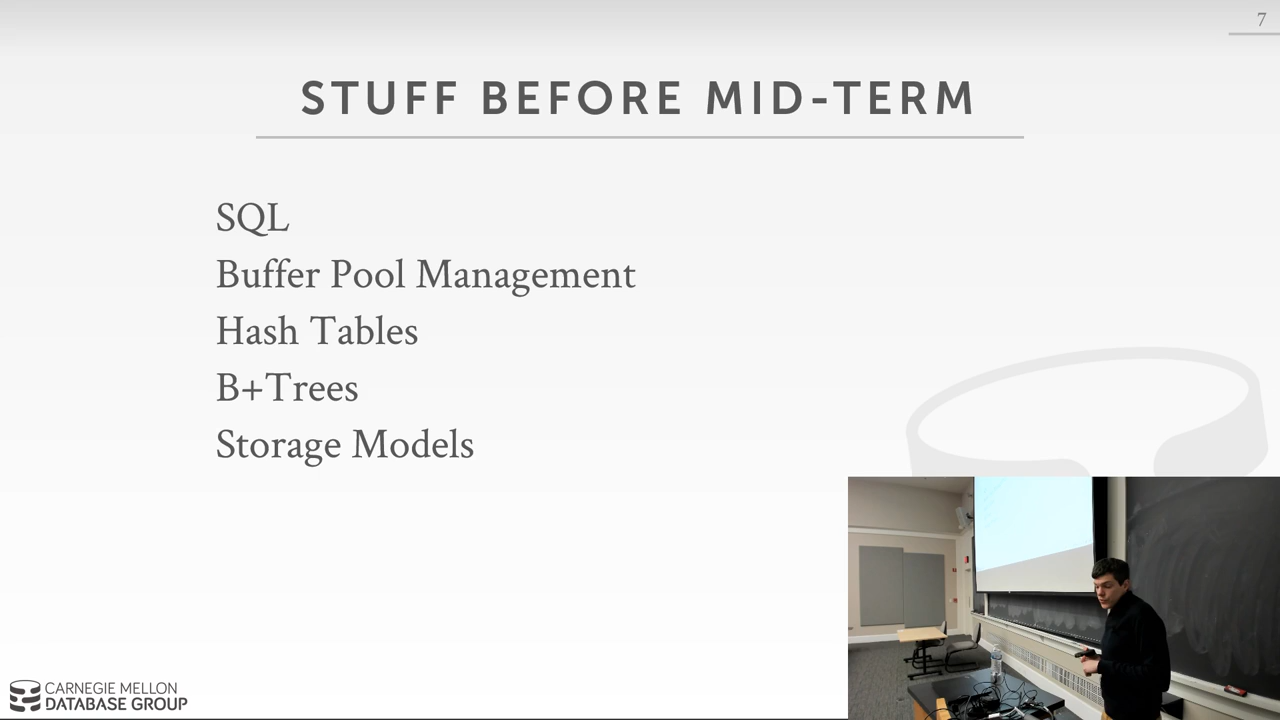 7
STUFF BEFORE MID-TERM
SQL
Buffer Pool Management
Hash Tables
B+Trees
Storage Models
CARNEGIE MELLON
DATABASE GROUP